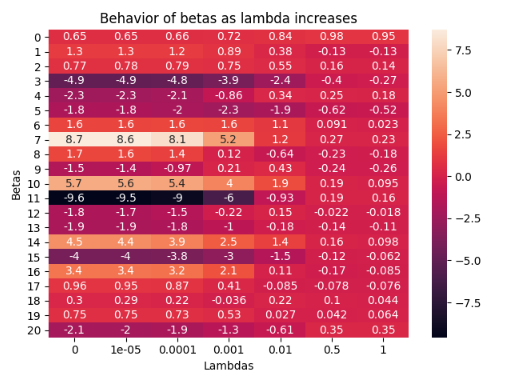 Behavior of betas as lambda increases
0 0.65 0.65 0.66 0.72 0.84 0.98 0.95
1 1.3 1.3 1.2 0.89 0.38 -0.13 -0.13
2 0.77 0.78 0.79 0.75 0.55 0.16 0.14
3 -4.9 -4.9 -4.8 -3.9 -2.4 -0.4 -0.27
4 -2.3 -2.3 -2.1 -0.86 0.34 0.25 0.18
5 -1.8 -1.8 -2 -2.3 -1.9 -0.62 -0.52
6 1.6 1.6 1.6 1.6 1.1 0.091 0.023
7 8.7 8.6 8.1 5.2 1.2 0.27 0.23
8 1.7 1.6 1.4 0.12 -0.64 -0.23 -0.18
9 -1.5 -1.4 -0.97 0.21 0.43 -0.24 -0.26
10 5.7 5.6 5.4 4 1.9 0.19 0.095
11 -9.6 -9.5 -9 -6 -0.93 0.19 0.16
12 -1.8 -1.7 -1.5 -0.22 0.15 -0.022 -0.018
13 -1.9 -1.9 -1.8 -1 -0.18 -0.14 -0.11
14 4.5 4.4 3.9 2.5 1.4 0.16 0.098
15 -4 -4 -3.8 -3 -1.5 -0.12 -0.062
16 3.4 3.4 3.2 2.1 0.11 -0.17 -0.085
17 0.96 0.95 0.87 0.41 -0.085 -0.078 -0.076
18 0.3 0.29 0.22 -0.036 0.22 0.1 0.044
19 0.75 0.75 0.73 0.53 0.027 0.042 0.064
20 -2.1 -2 -1.9 -1.3 -0.61 0.35 0.35
0 1e-05 0.0001 0.001 0.01 0.5 1
Lambdas
Betas
7.5
5.0
2.5
0.0
−2.5
−5.0
−7.5